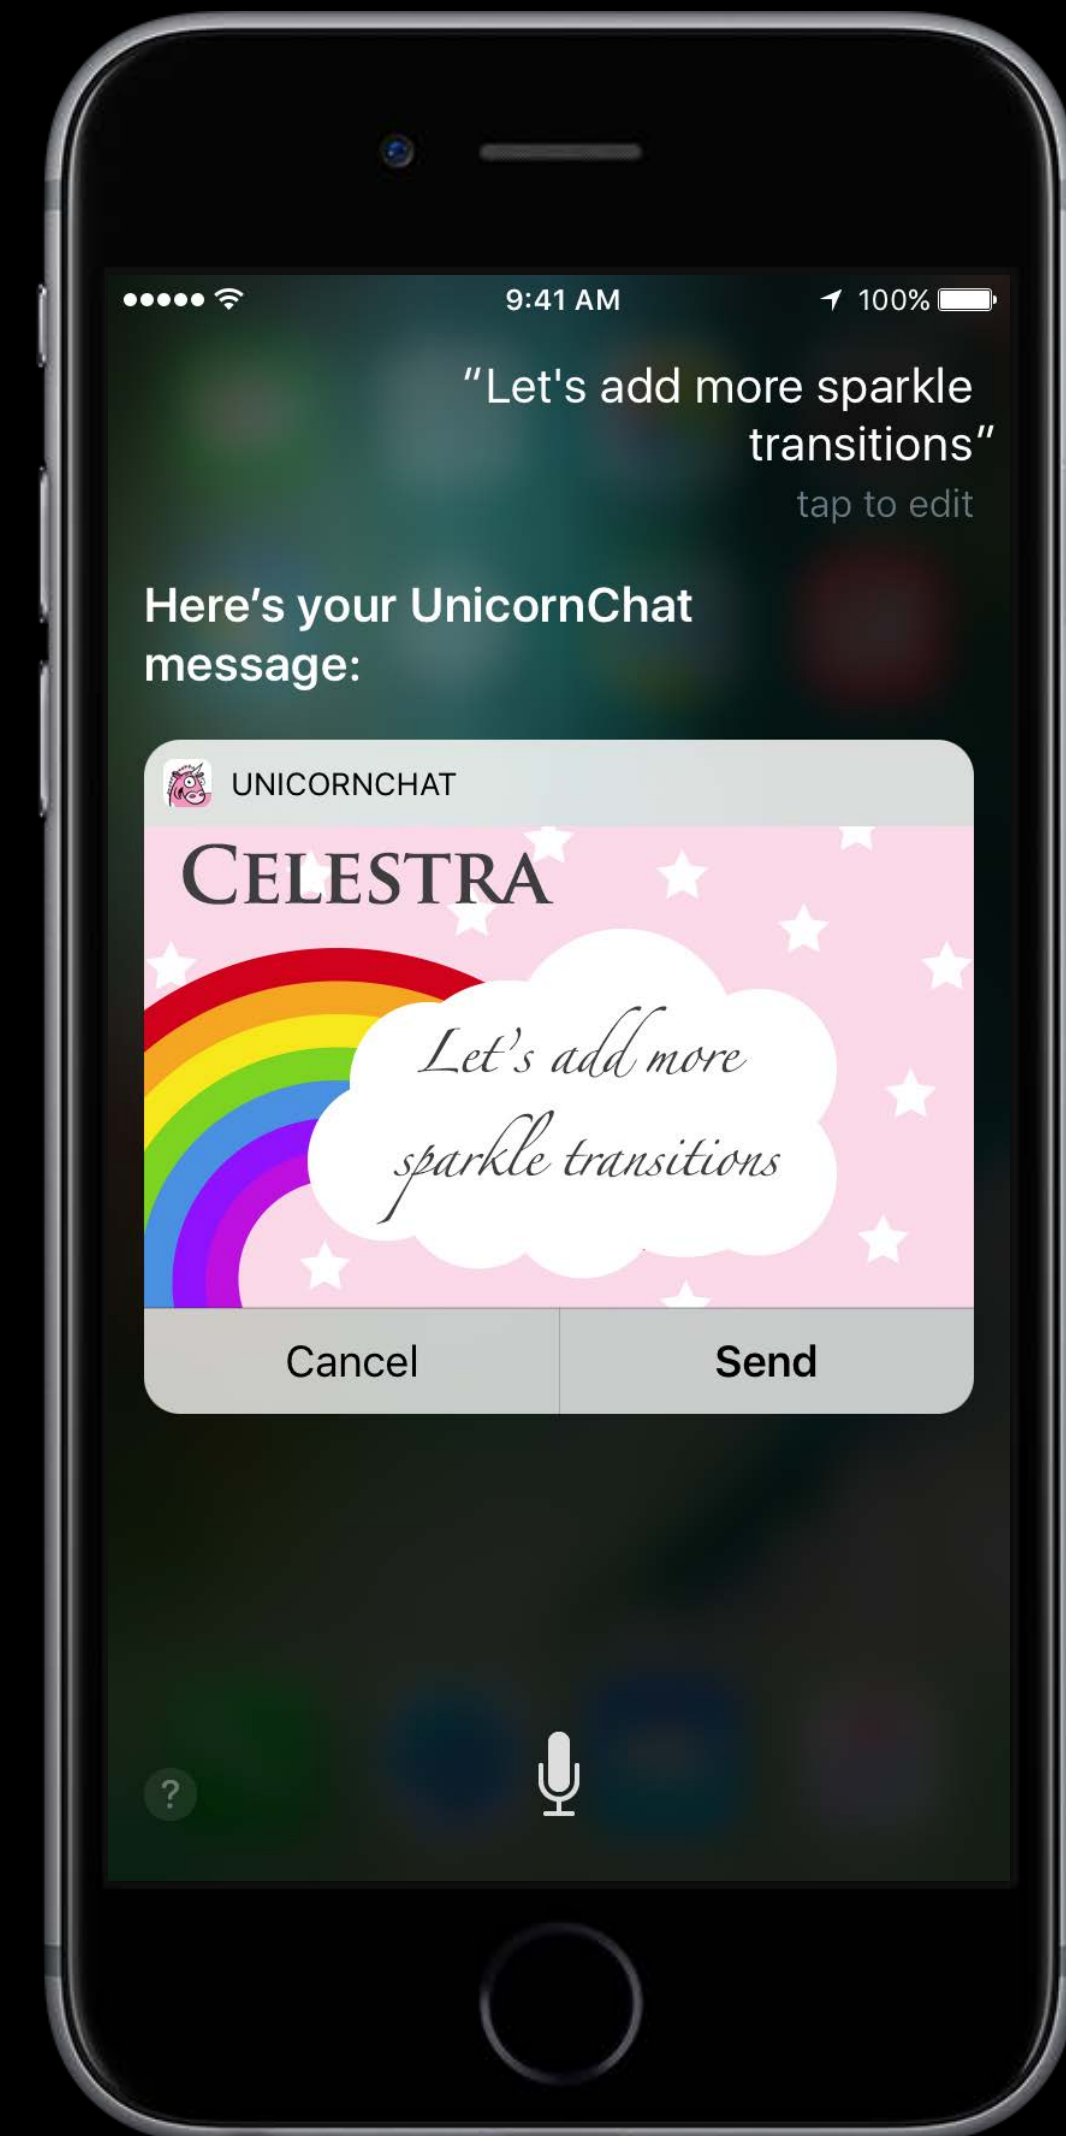 9:41 AM
100%
"Let's add more sparkle
transitions"
tap to edit
Here’s your UnicornChat
message:
UNICORNCHAT
CELESTRA
Let’s add more
sparkle transitions
Cancel
Send
?